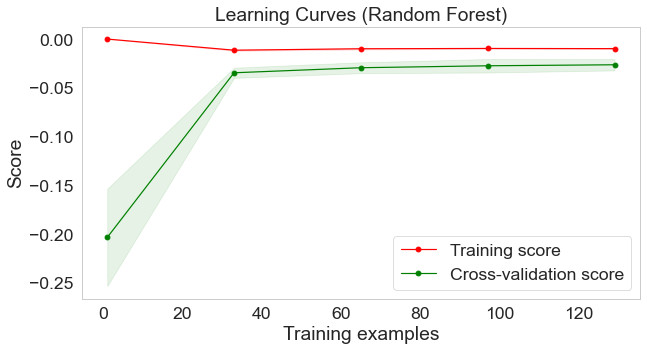 Learning Curves (Random Forest)
0.00
−0.05
−0.10
−0.15
−0.20
−0.25
Score
0 20 40 60 80 100 120
Training examples
Training score
Cross-validation score